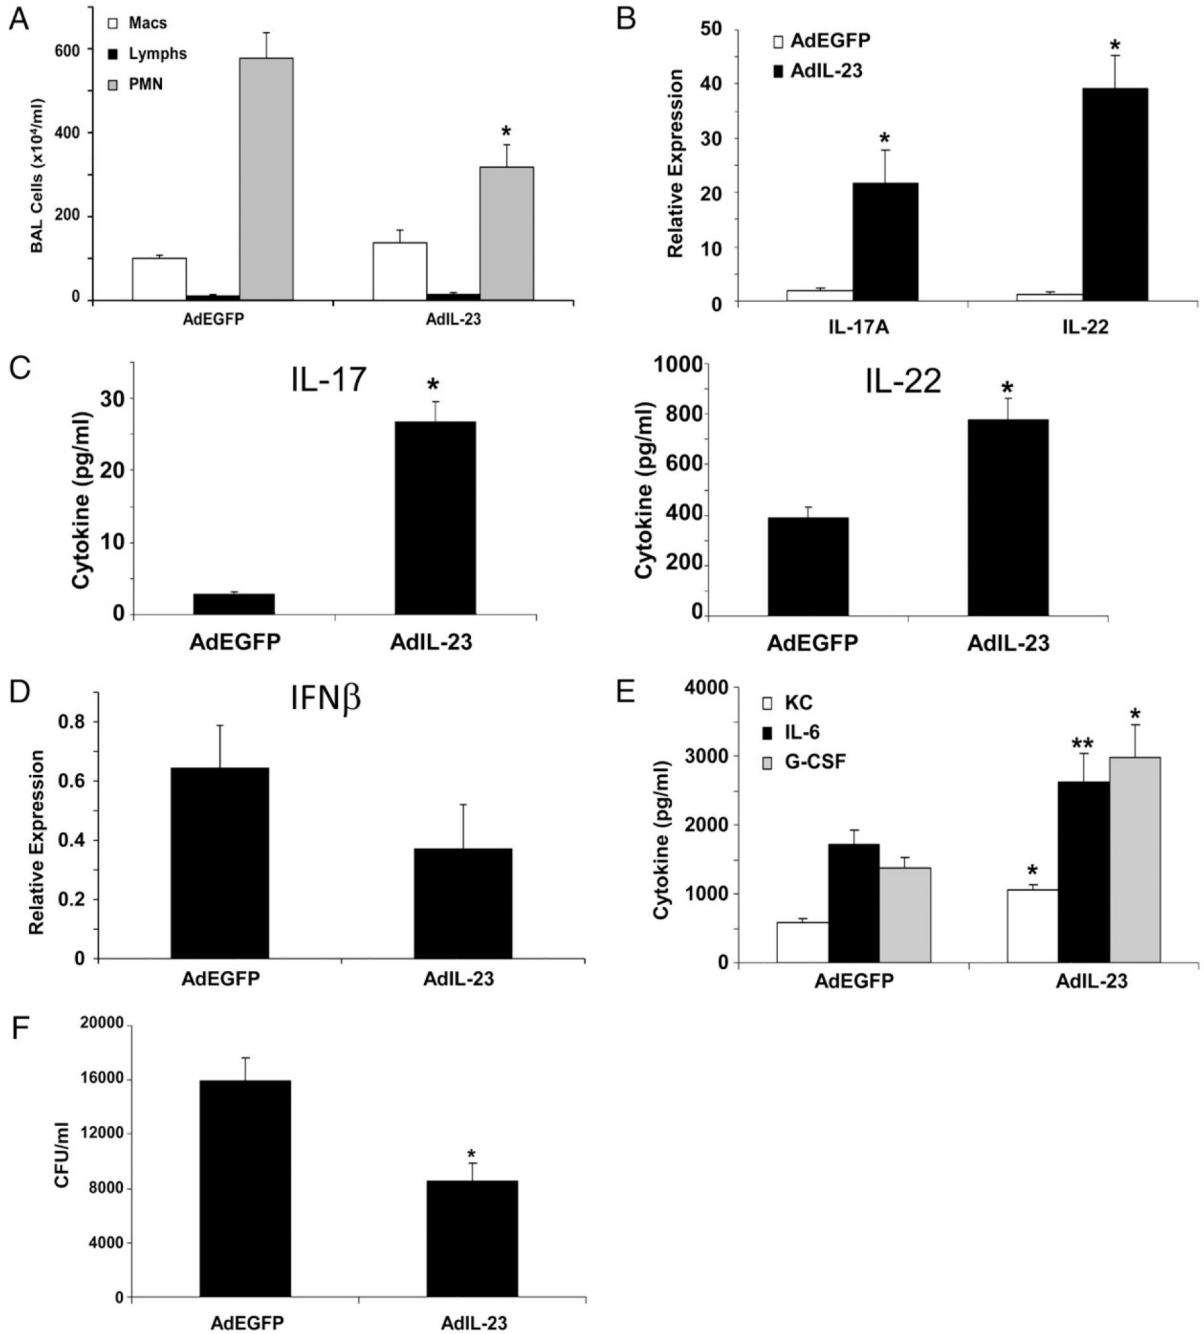 A
Macs
Lymphs
PMN
BAL Cells (x10⁴/ml)
600
400
200
0
*
AdEGFP
AdIL-23
B
AdEGFP
AdIL-23
Relative Expression
50
40
30
20
10
0
*
*
IL-17A
IL-22
C
IL-17
Cytokine (pg/ml)
30
20
10
0
*
AdEGFP
AdIL-23
IL-22
Cytokine (pg/ml)
1000
800
600
400
200
0
*
AdEGFP
AdIL-23
D
IFNβ
Relative Expression
0.8
0.6
0.4
0.2
0
AdEGFP
AdIL-23
E
KC
IL-6
G-CSF
Cytokine (pg/ml)
4000
3000
2000
1000
0
*
**
*
AdEGFP
AdIL-23
F
CFU/ml
20000
16000
12000
8000
4000
0
*
AdEGFP
AdIL-23